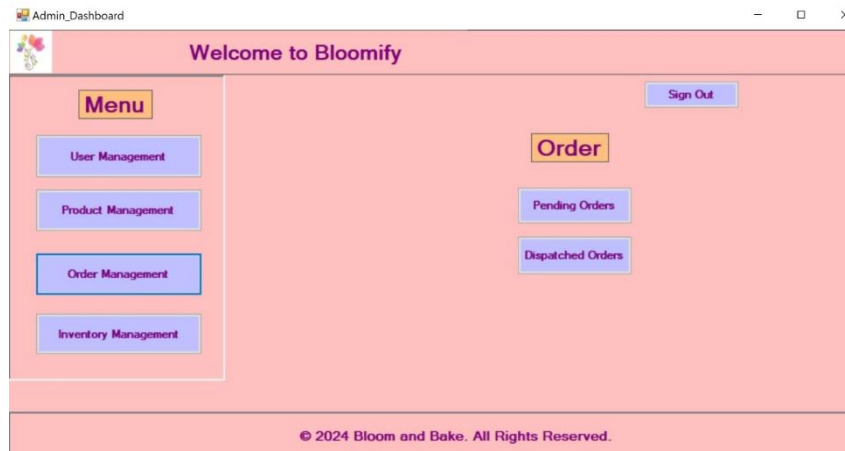 Admin_Dashboard
Welcome to Bloomify
Menu
User Management
Product Management
Order Management
Inventory Management
Sign Out
Order
Pending Orders
Dispatched Orders
© 2024 Bloom and Bake. All Rights Reserved.